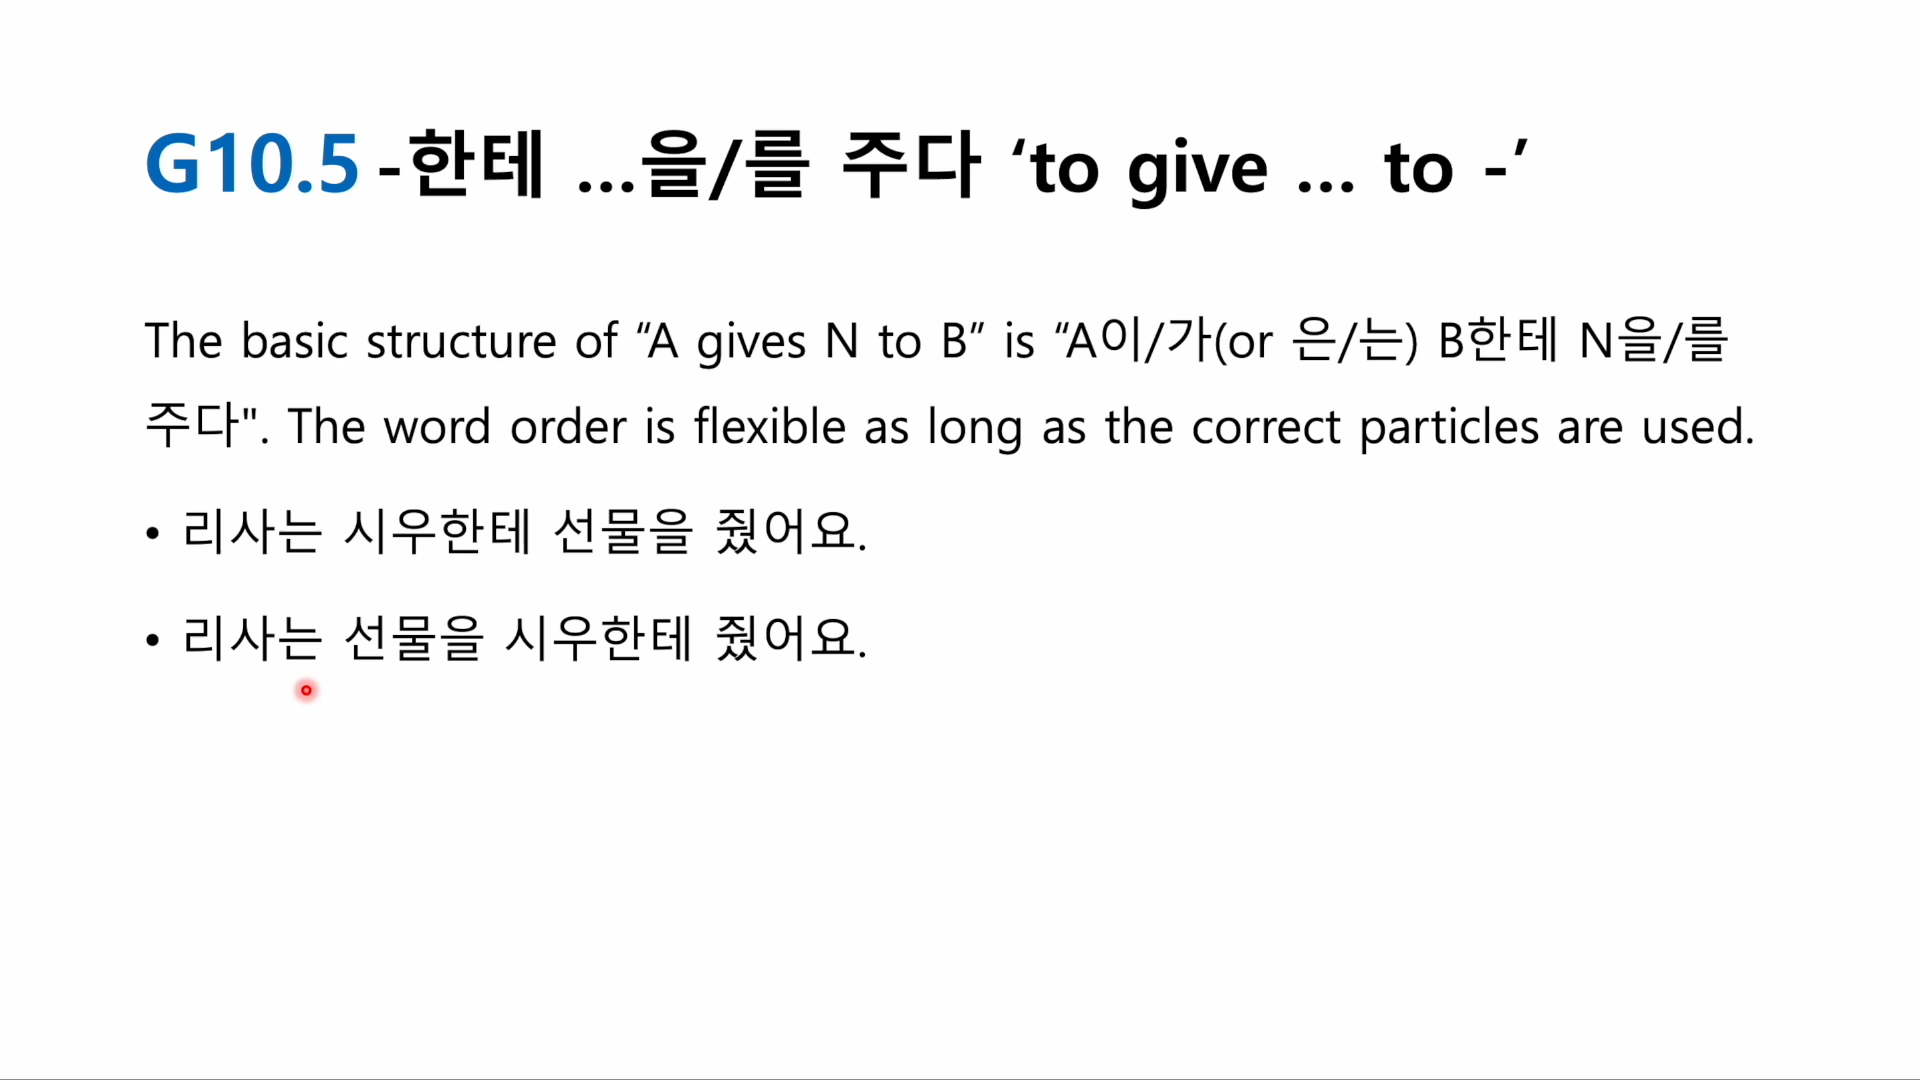 G10.5 -한테 ...을/를 주다 ‘to give ... to -’
The basic structure of “A gives N to B” is “A이/가(or 은/는) B한테 N을/를
주다". The word order is flexible as long as the correct particles are used.
• 리사는 시우한테 선물을 줬어요.
• 리사는 선물을 시우한테 줬어요.